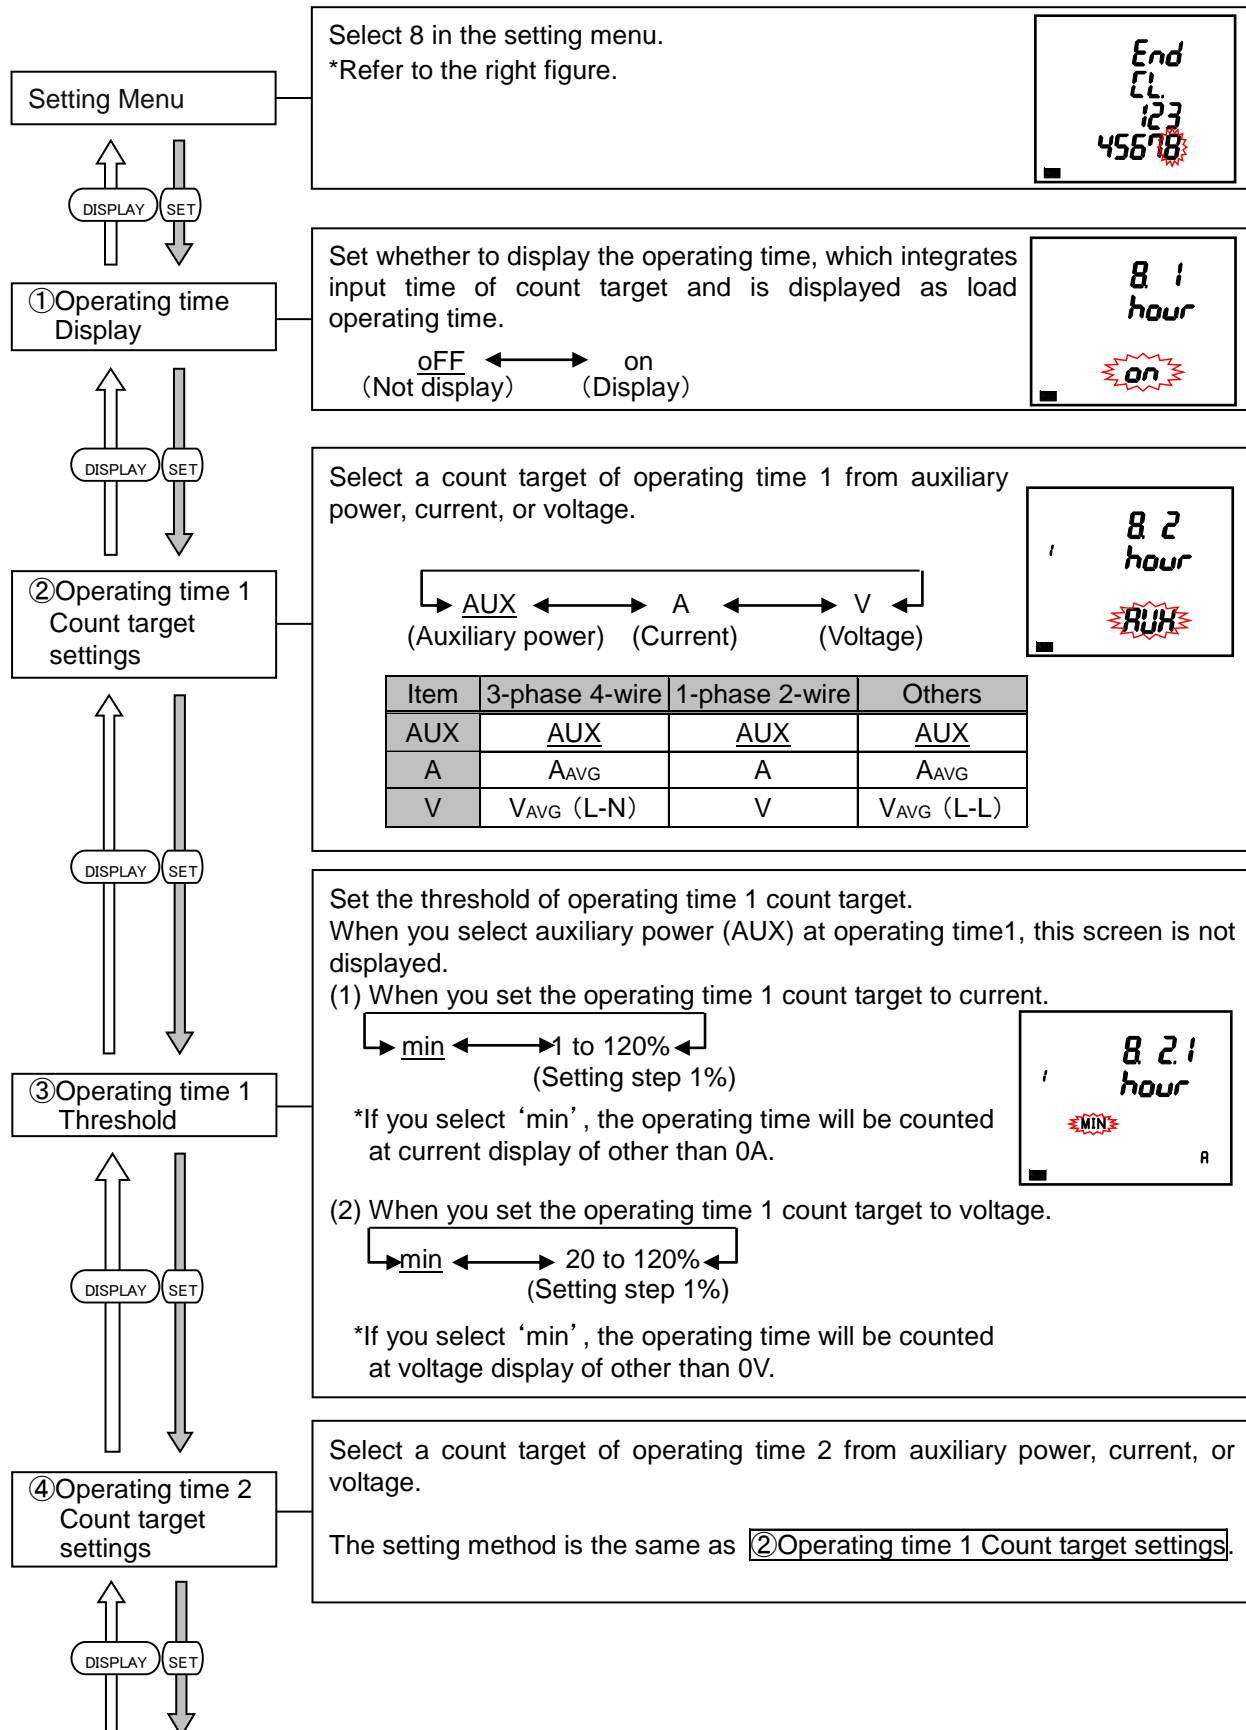 Setting Menu
Select 8 in the setting menu.
*Refer to the right figure.
End
CL.
123
45678
DISPLAY SET
①Operating time
Display
Set whether to display the operating time, which integrates
input time of count target and is displayed as load
operating time.
oFF on
(Not display) (Display)
8. 1
hour
on
DISPLAY SET
②Operating time 1
Count target
settings
Select a count target of operating time 1 from auxiliary
power, current, or voltage.
AUX A V
(Auxiliary power) (Current) (Voltage)
1 8. 2
hour
AUX
Item 3-phase 4-wire 1-phase 2-wire Others
AUX AUX AUX AUX
A AAVG A AAVG
V VAVG (L-N) V VAVG (L-L)
DISPLAY SET
③Operating time 1
Threshold
Set the threshold of operating time 1 count target.
When you select auxiliary power (AUX) at operating time1, this screen is not
displayed.
(1) When you set the operating time 1 count target to current.
min 1 to 120%
(Setting step 1%)
*If you select ‘min’, the operating time will be counted
at current display of other than 0A.
8. 2.1
1 hour
MIN
A
(2) When you set the operating time 1 count target to voltage.
min 20 to 120%
(Setting step 1%)
*If you select ‘min’, the operating time will be counted
at voltage display of other than 0V.
DISPLAY SET
④Operating time 2
Count target
settings
Select a count target of operating time 2 from auxiliary power, current, or
voltage.
The setting method is the same as ②Operating time 1 Count target settings.
DISPLAY SET